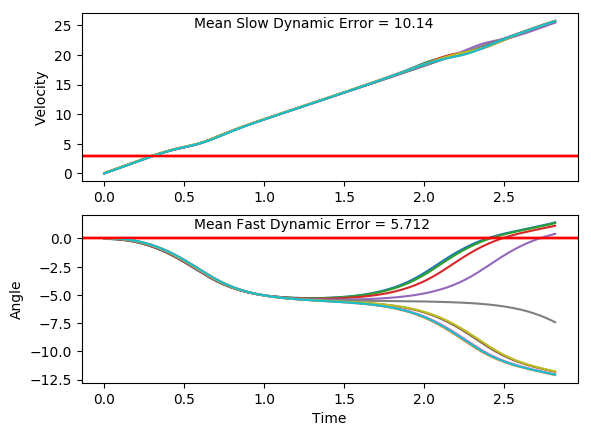 Mean Slow Dynamic Error = 10.14
25
20
15
10
5
0
Velocity
0.0 0.5 1.0 1.5 2.0 2.5
Mean Fast Dynamic Error = 5.712
0.0
−2.5
−5.0
−7.5
−10.0
−12.5
Angle
0.0 0.5 1.0 1.5 2.0 2.5
Time